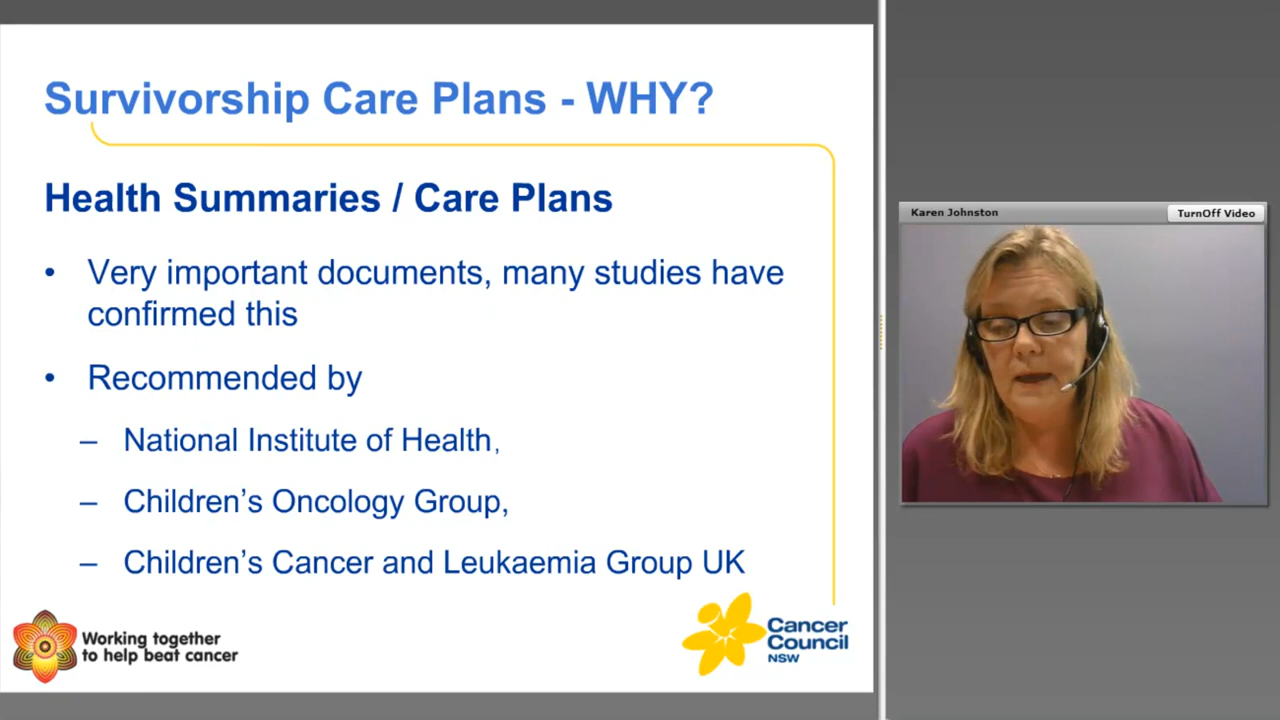 Survivorship Care Plans - WHY?
Health Summaries / Care Plans
• Very important documents, many studies have
confirmed this
• Recommended by
– National Institute of Health,
– Children's Oncology Group,
– Children's Cancer and Leukaemia Group UK
Working together
to help beat cancer
Cancer
Council
NSW
Karen Johnston
TurnOff Video